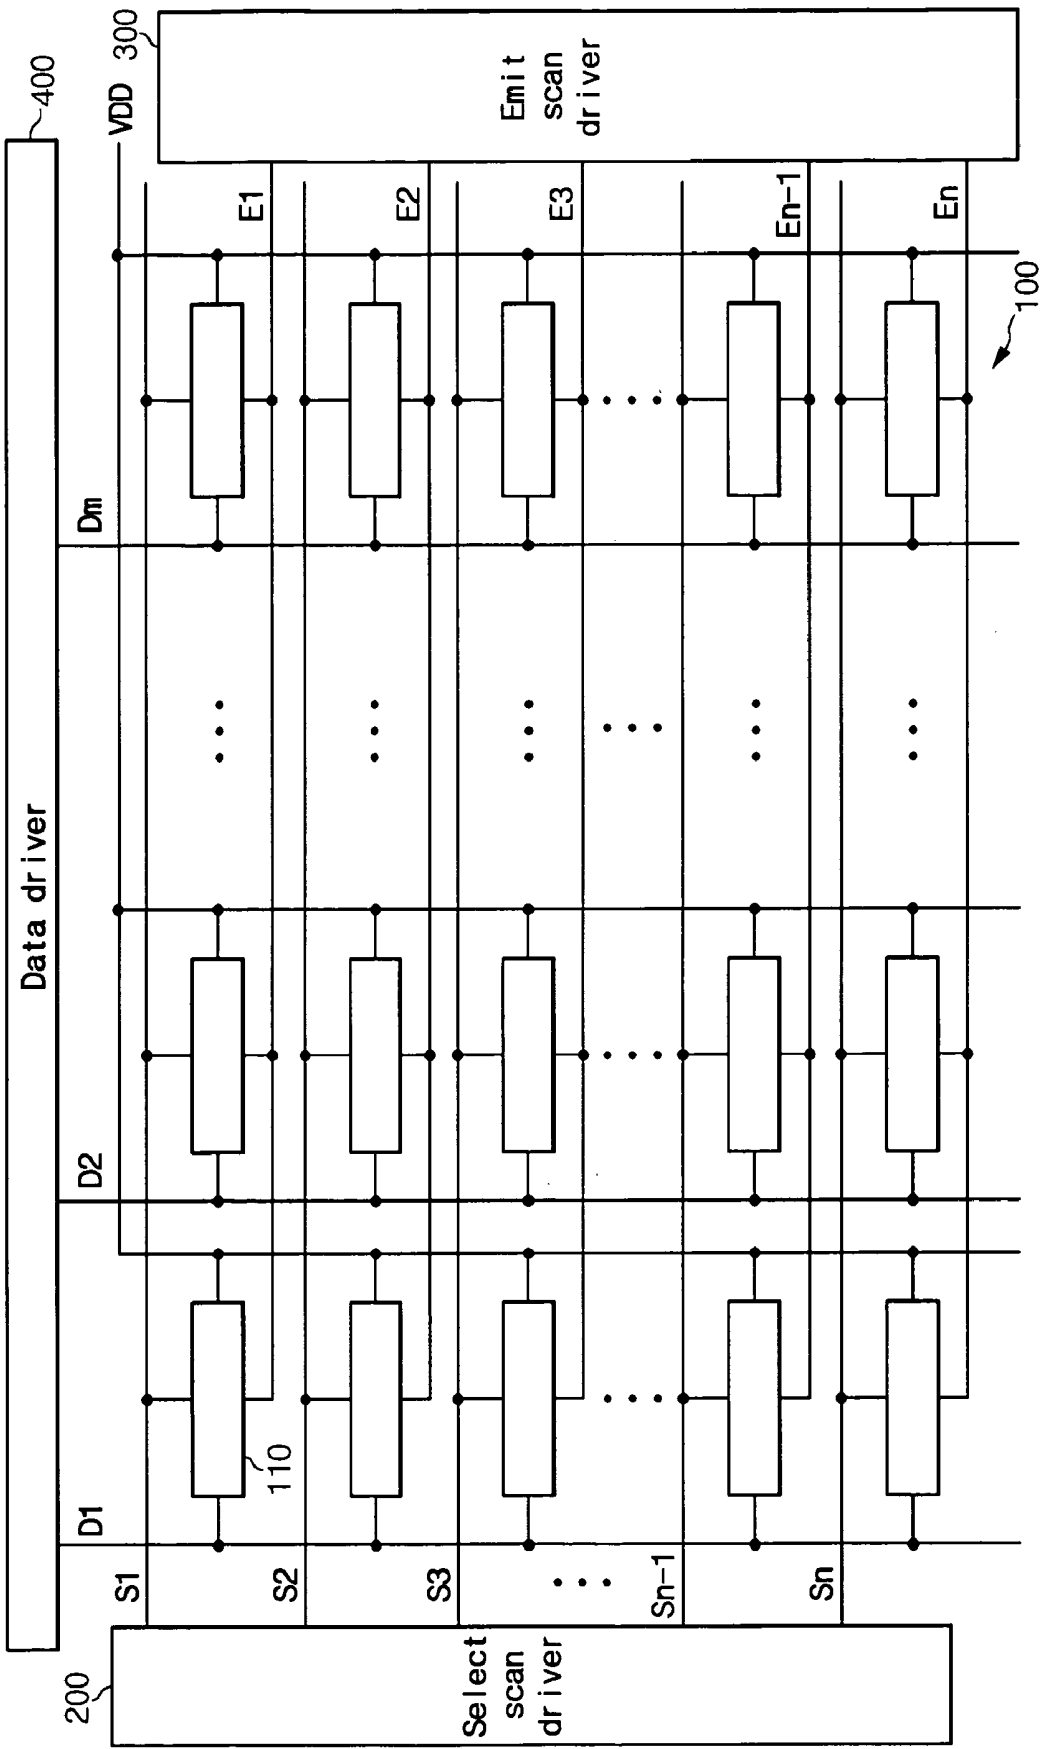 400
Data driver
D1
D2
Dm
VDD
300
200
S1
S2
S3
Sn-1
Sn
Select
scan
driver
110
E1
E2
E3
En-1
En
Emit
scan
driver
100